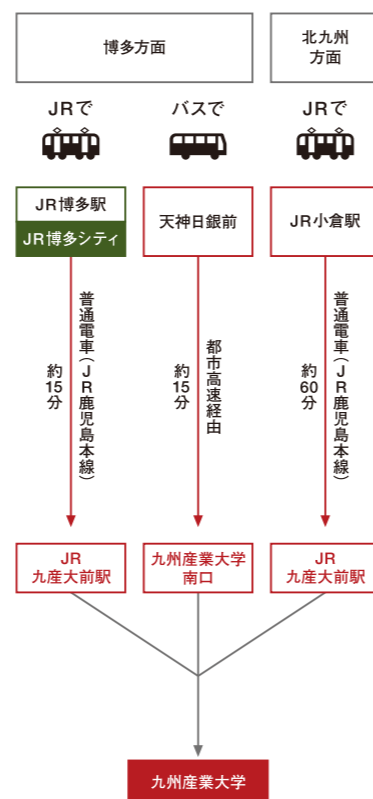 博多方面
北九州
方面
JRで
バスで
JRで
JR博多駅
JR博多シティ
天神日銀前
JR小倉駅
普通電車（JR鹿児島本線）
約15分
都市高速経由
約15分
普通電車（JR鹿児島本線）
約60分
JR
九産大前駅
九州産業大学
南口
JR
九産大前駅
九州産業大学